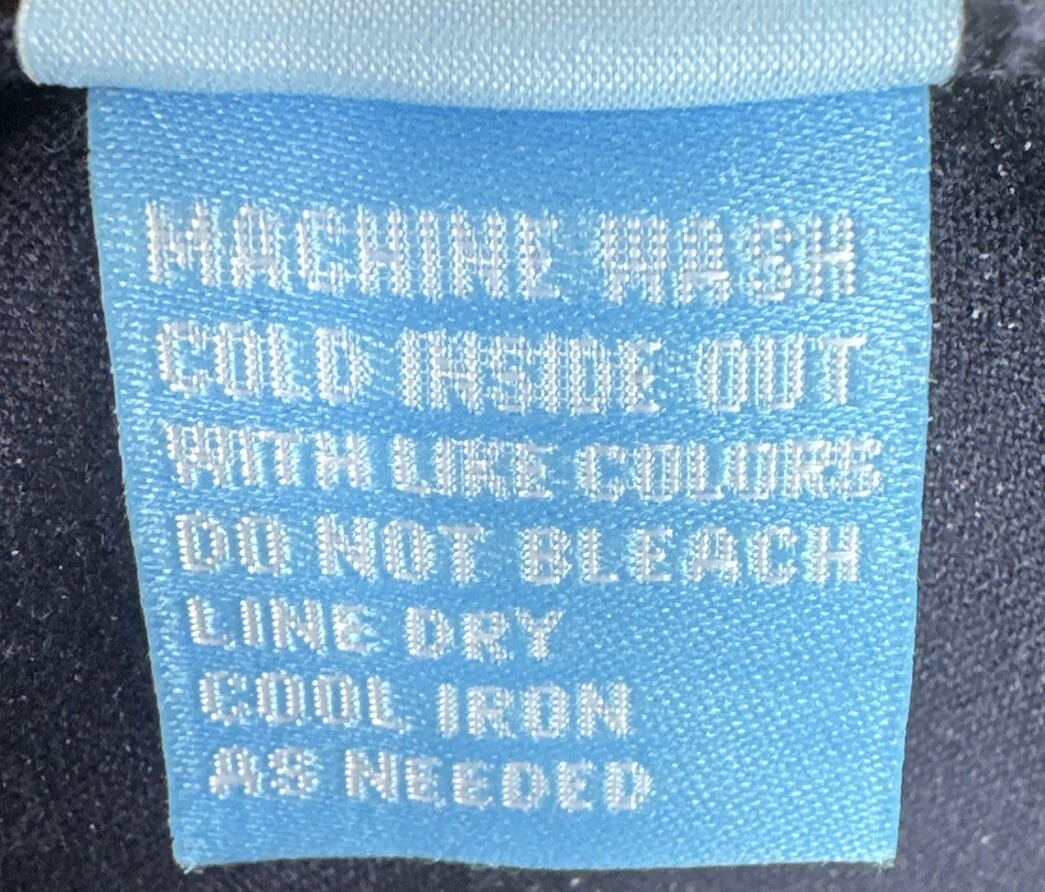 MACHINE WASH
COLD INSIDE OUT
WITH LIKE COLORS
DO NOT BLEACH
LINE DRY
COOL IRON
AS NEEDED